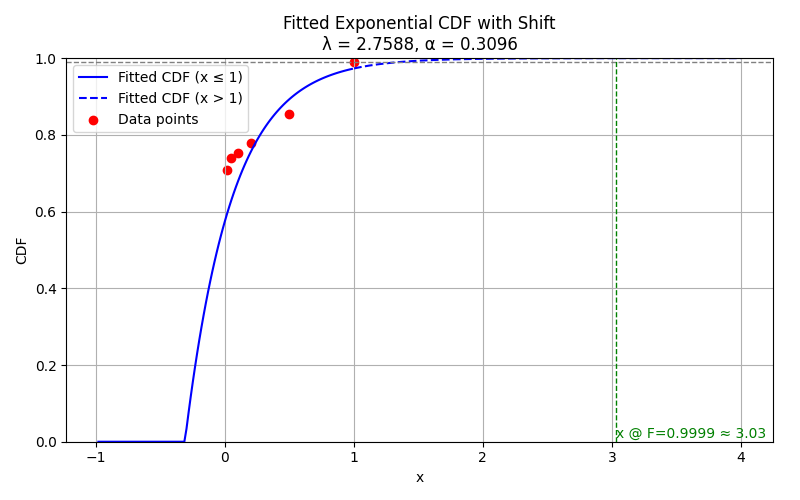 Fitted Exponential CDF with Shift
λ = 2.7588, α = 0.3096
Fitted CDF (x ≤ 1)
Fitted CDF (x > 1)
Data points
1.0
0.8
0.6
0.4
0.2
0.0
CDF
x @ F=0.9999 ≈ 3.03
−1 0 1 2 3 4
x